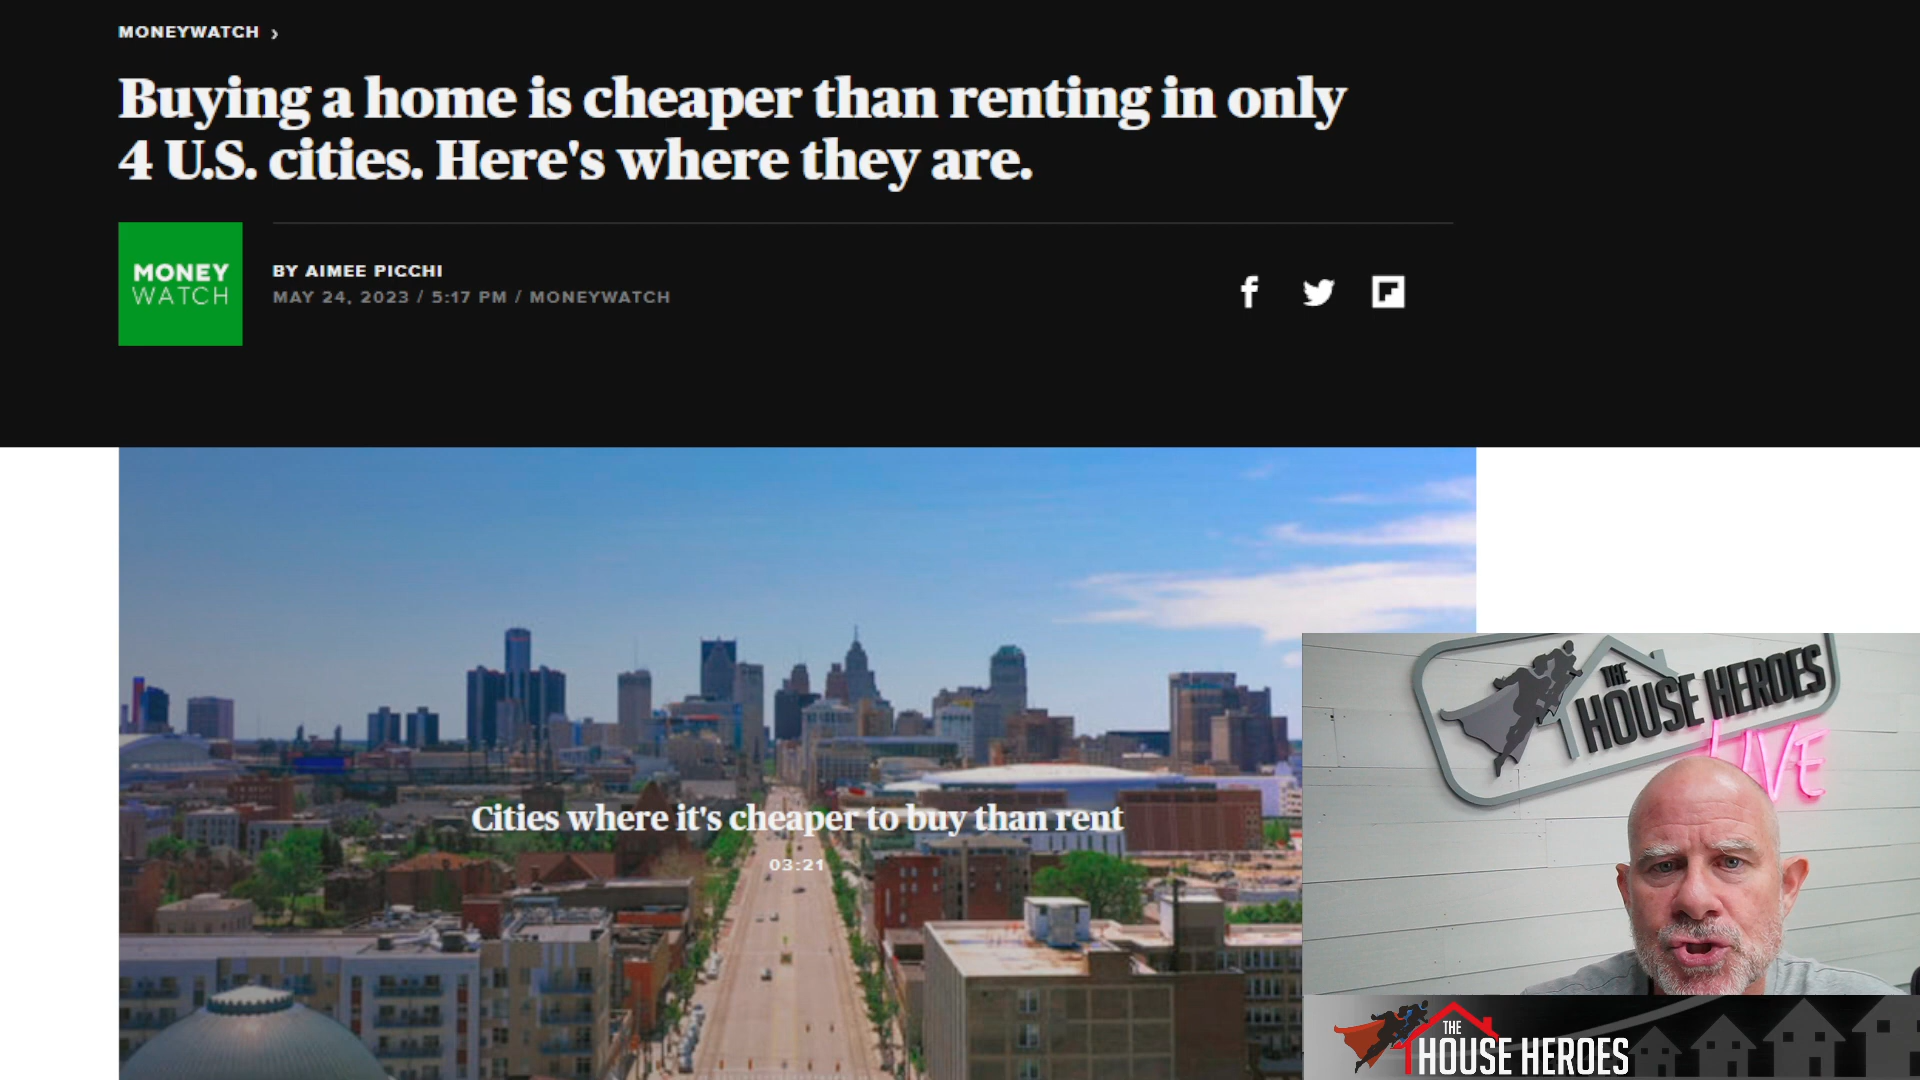 MONEYWATCH ›
Buying a home is cheaper than renting in only
4 U.S. cities. Here's where they are.
MONEY
WATCH
BY AIMEE PICCHI
MAY 24, 2023 / 5:17 PM / MONEYWATCH
Cities where it's cheaper to buy than rent
03:21
THE
HOUSE HEROES
LIVE
THE
HOUSE HEROES